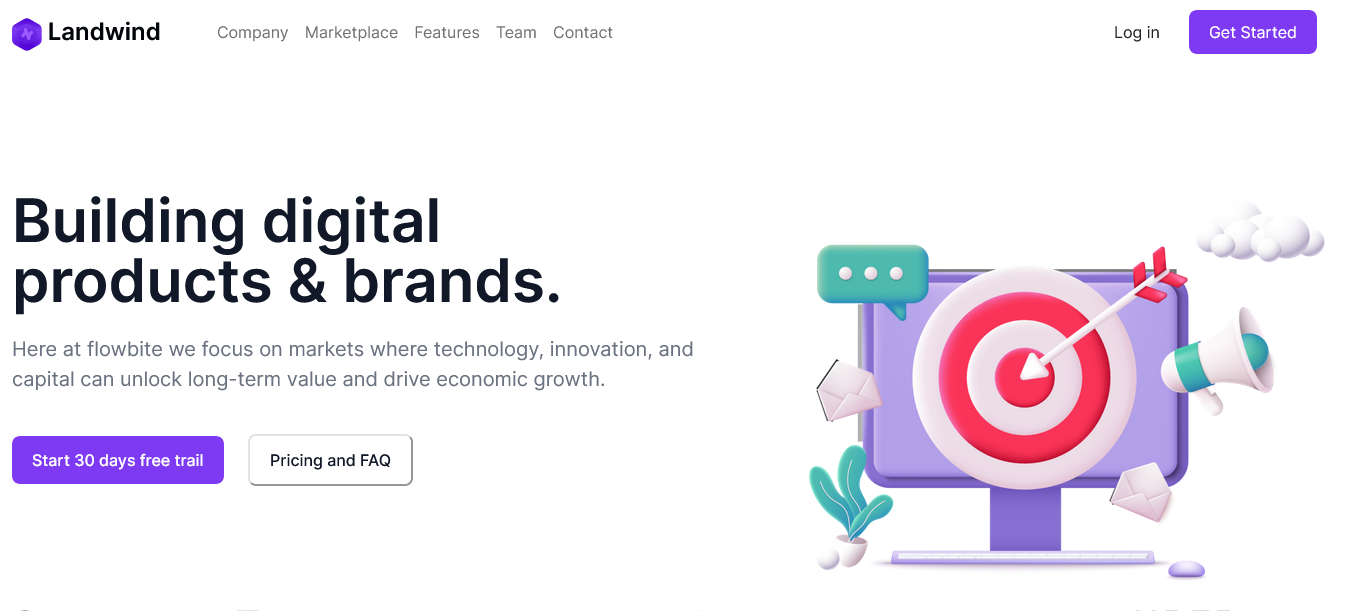 Landwind
Company Marketplace Features Team Contact
Log in
Get Started
Building digital
products & brands.
Here at flowbite we focus on markets where technology, innovation, and
capital can unlock long-term value and drive economic growth.
Start 30 days free trail
Pricing and FAQ